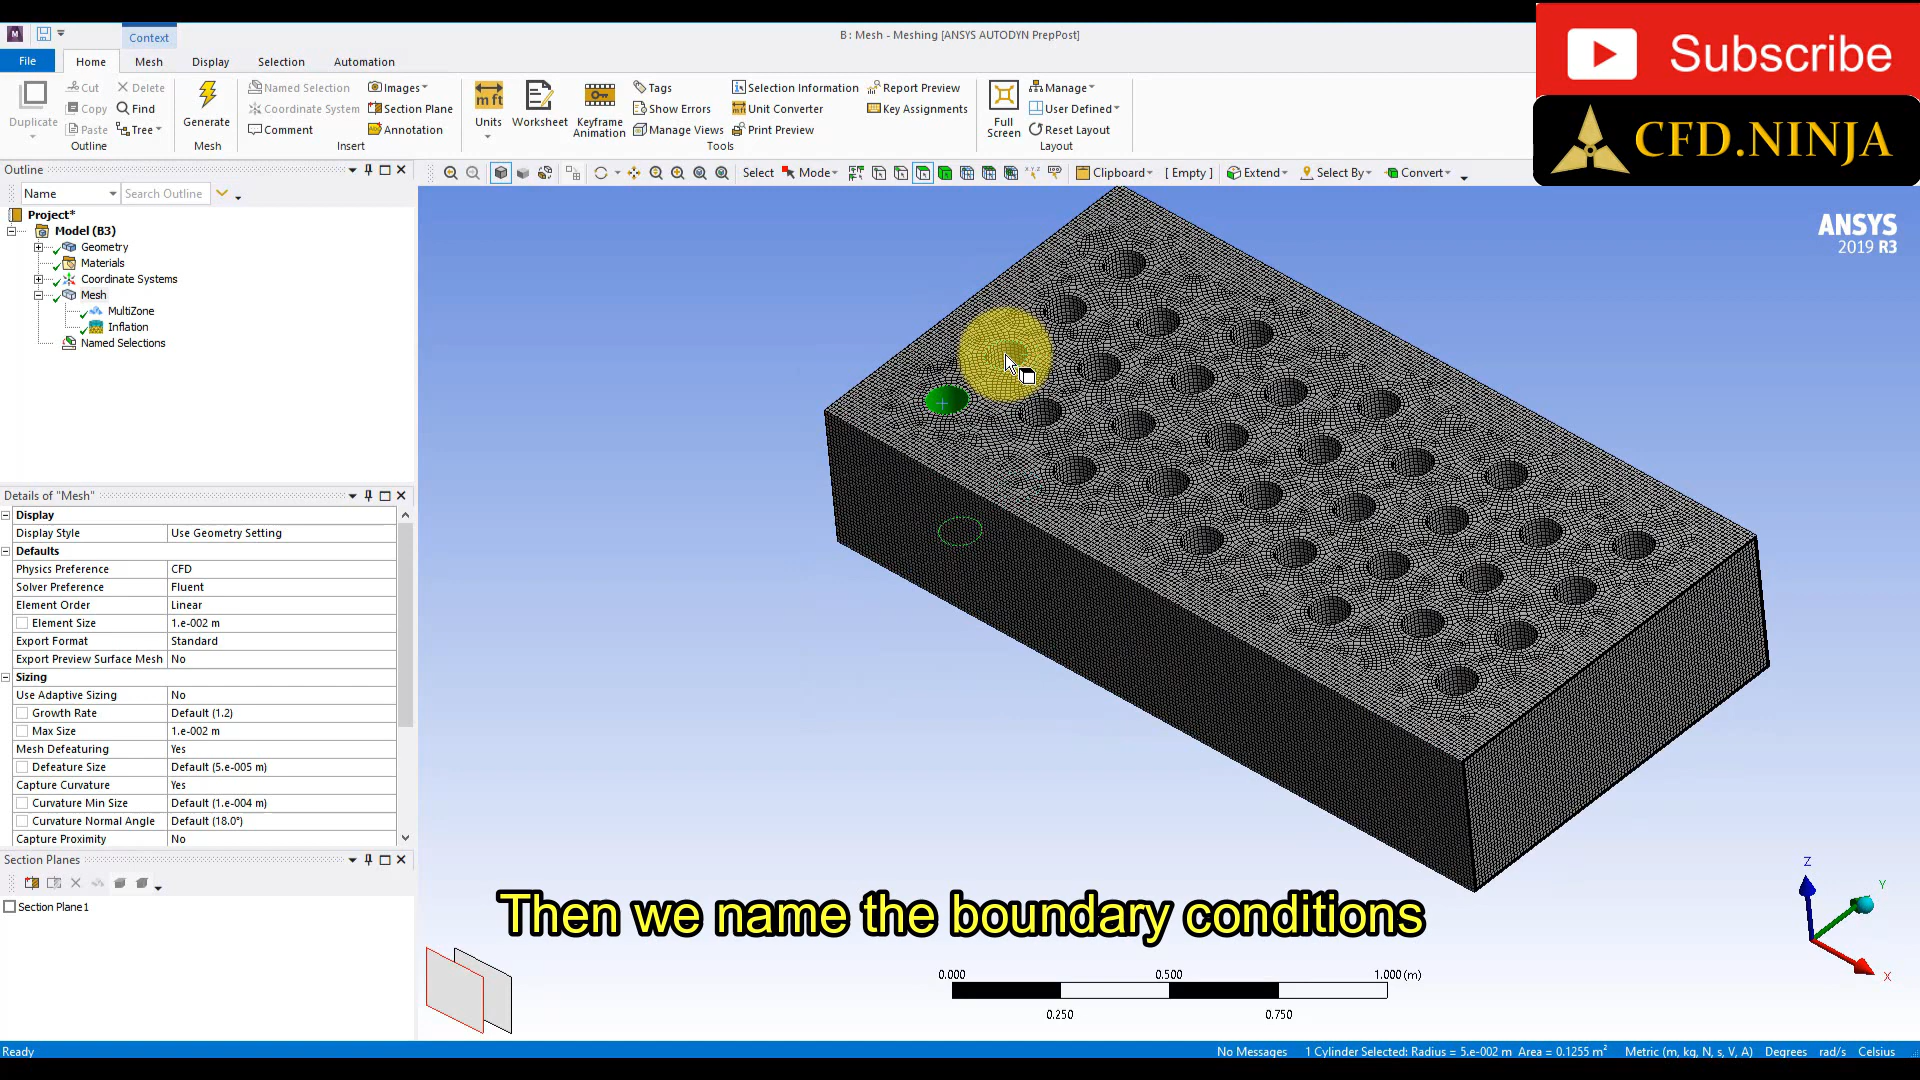 Context
B : Mesh - Meshing [ANSYS AUTODYN PrepPost]
Subscribe
CFD.NINJA
File Home Mesh Display Selection Automation
Duplicate
Cut Delete
Copy Find
Paste Tree
Outline
Generate
Mesh
Named Selection Images
Coordinate System Section Plane
Comment Annotation
Insert
Units Worksheet Keyframe Animation
Tags Selection Information Report Preview
Show Errors Unit Converter Key Assignments
Manage Views Print Preview
Tools
Full Screen
Manage
User Defined
Reset Layout
Layout
Outline
Select Mode Clipboard [ Empty ] Extend Select By Convert
Name Search Outline
Project*
Model (B3)
Geometry
Materials
Coordinate Systems
Mesh
MultiZone
Inflation
Named Selections
ANSYS
2019 R3
Details of "Mesh"
Display
Display Style Use Geometry Setting
Defaults
Physics Preference CFD
Solver Preference Fluent
Element Order Linear
Element Size 1.e-002 m
Export Format Standard
Export Preview Surface Mesh No
Sizing
Use Adaptive Sizing No
Growth Rate Default (1.2)
Max Size 1.e-002 m
Mesh Defeaturing Yes
Defeature Size Default (5.e-005 m)
Capture Curvature Yes
Curvature Min Size Default (1.e-004 m)
Curvature Normal Angle Default (18.0°)
Capture Proximity No
Section Planes
Section Plane1
Then we name the boundary conditions
0.000 0.500 1.000 (m)
0.250 0.750
Z
Y
X
Ready
No Messages 1 Cylinder Selected: Radius = 5.e-002 m Area = 0.1255 m² Metric (m, kg, N, s, V, A) Degrees rad/s Celsius